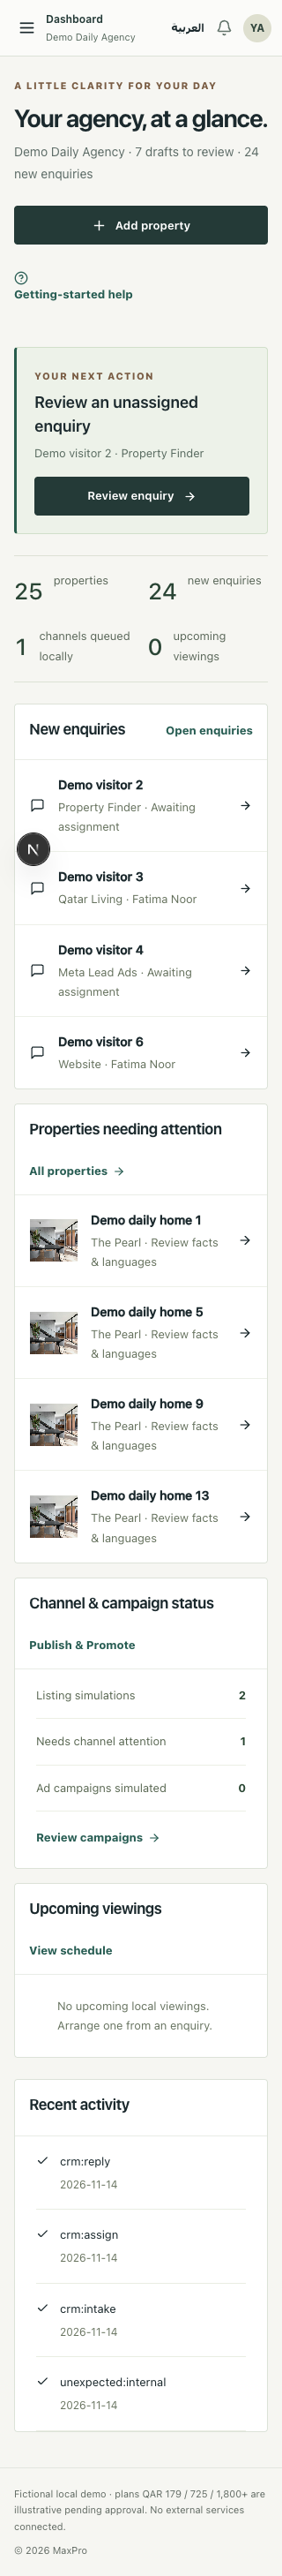 Dashboard
Demo Daily Agency
العربية
YA
A LITTLE CLARITY FOR YOUR DAY
Your agency, at a glance.
Demo Daily Agency · 7 drafts to review · 24
new enquiries
Add property
Getting-started help
YOUR NEXT ACTION
Review an unassigned
enquiry
Demo visitor 2 · Property Finder
Review enquiry
25 properties
24 new enquiries
1 channels queued
locally
0 upcoming
viewings
New enquiries
Open enquiries
Demo visitor 2
Property Finder · Awaiting
assignment
N
Demo visitor 3
Qatar Living · Fatima Noor
Demo visitor 4
Meta Lead Ads · Awaiting
assignment
Demo visitor 6
Website · Fatima Noor
Properties needing attention
All properties
Demo daily home 1
The Pearl · Review facts
& languages
Demo daily home 5
The Pearl · Review facts
& languages
Demo daily home 9
The Pearl · Review facts
& languages
Demo daily home 13
The Pearl · Review facts
& languages
Channel & campaign status
Publish & Promote
Listing simulations 2
Needs channel attention 1
Ad campaigns simulated 0
Review campaigns
Upcoming viewings
View schedule
No upcoming local viewings.
Arrange one from an enquiry.
Recent activity
crm:reply
2026-11-14
crm:assign
2026-11-14
crm:intake
2026-11-14
unexpected:internal
2026-11-14
Fictional local demo · plans QAR 179 / 725 / 1,800+ are
illustrative pending approval. No external services
connected.
© 2026 MaxPro